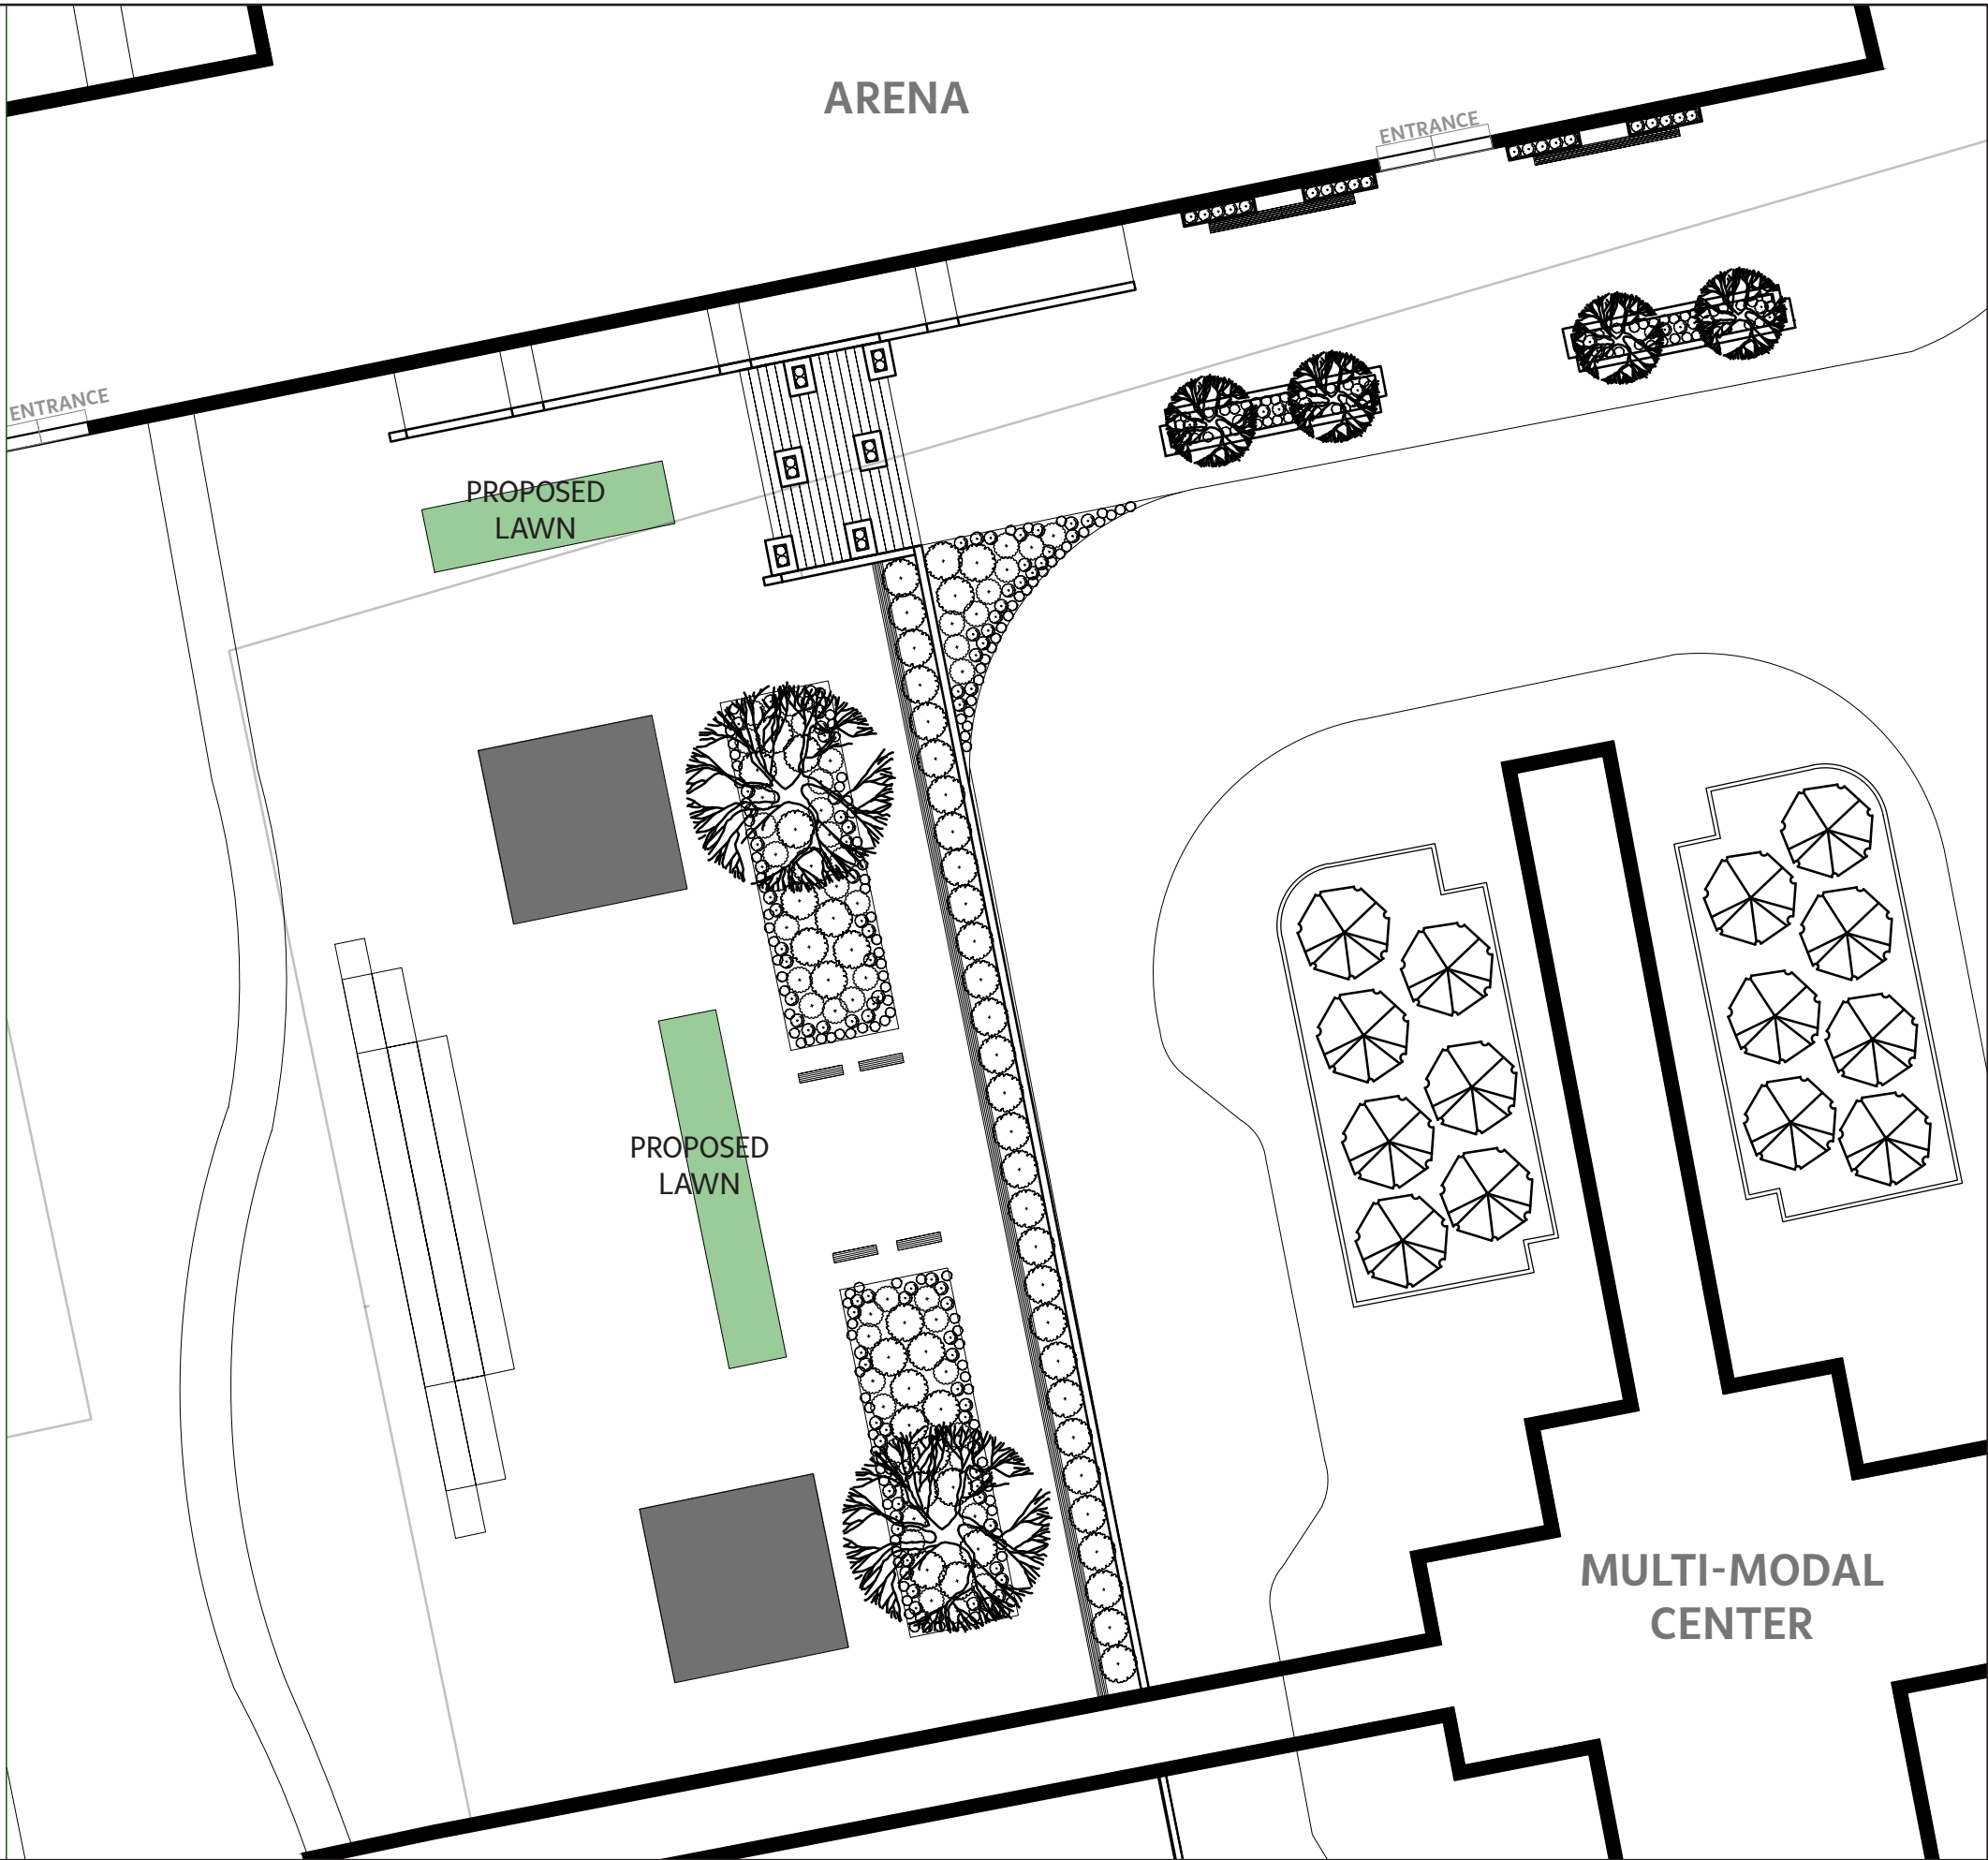 ARENA
ENTRANCE
ENTRANCE
PROPOSED
LAWN
PROPOSED
LAWN
MULTI-MODAL
CENTER